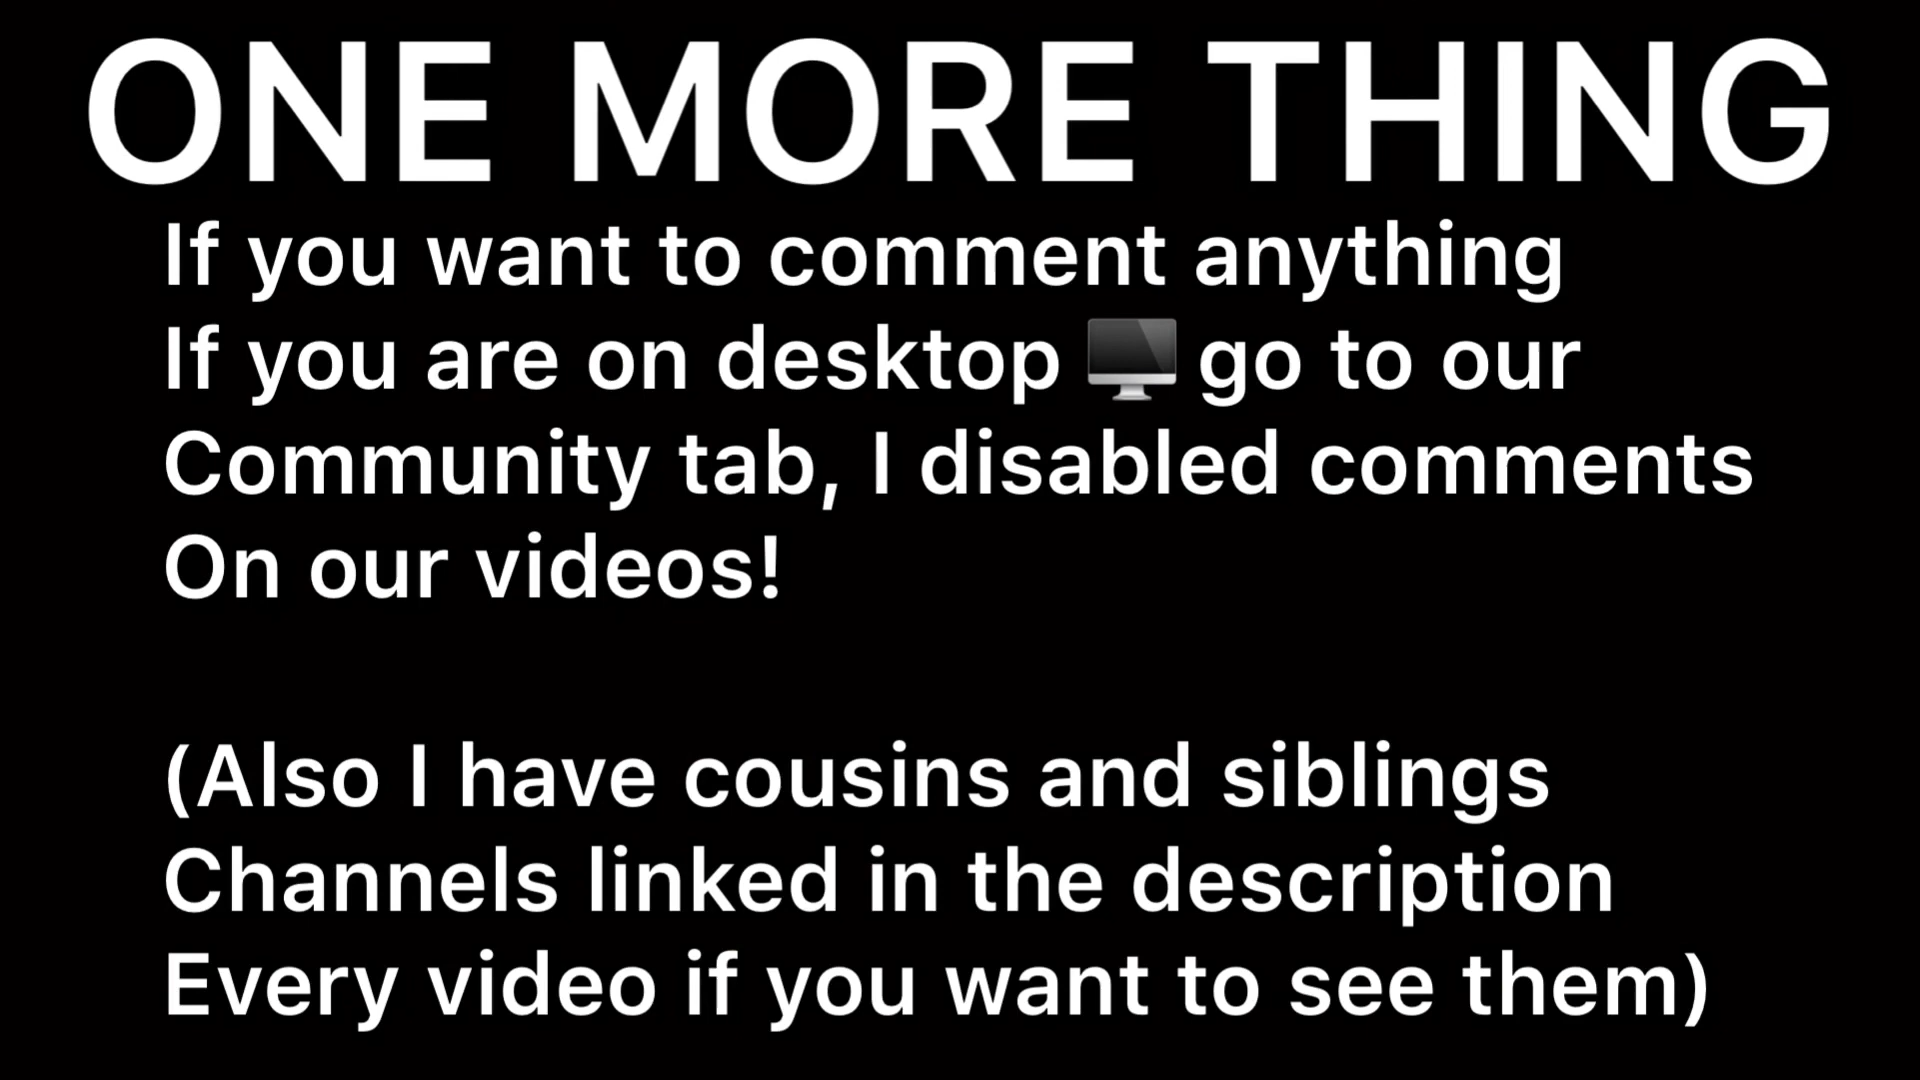 ONE MORE THING
If you want to comment anything
If you are on desktop 🖥️ go to our
Community tab, I disabled comments
On our videos!
(Also I have cousins and siblings
Channels linked in the description
Every video if you want to see them)